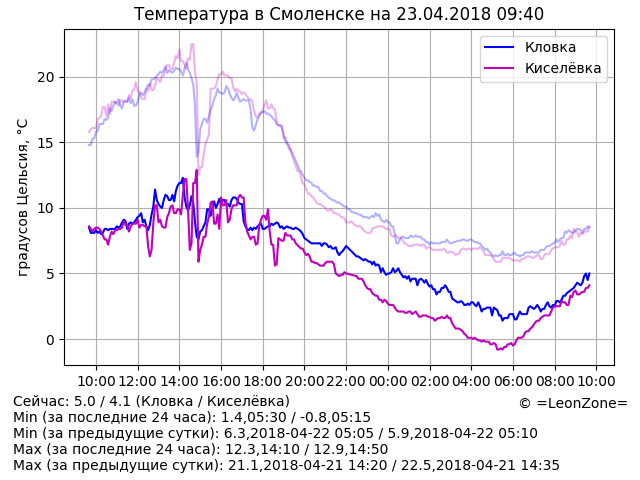 Температура в Смоленске на 23.04.2018 09:40
градусов Цельсия, °C
20
15
10
5
0
Кловка
Киселёвка
10:00 12:00 14:00 16:00 18:00 20:00 22:00 00:00 02:00 04:00 06:00 08:00 10:00
Сейчас: 5.0 / 4.1 (Кловка / Киселёвка)
© =LeonZone=
Min (за последние 24 часа): 1.4,05:30 / -0.8,05:15
Min (за предыдущие сутки): 6.3,2018-04-22 05:05 / 5.9,2018-04-22 05:10
Max (за последние 24 часа): 12.3,14:10 / 12.9,14:50
Max (за предыдущие сутки): 21.1,2018-04-21 14:20 / 22.5,2018-04-21 14:35